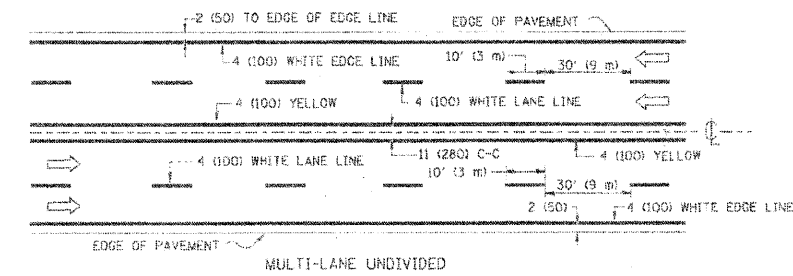 2 (50) TO EDGE OF EDGE LINE
EDGE OF PAVEMENT
4 (100) WHITE EDGE LINE
10' (3 m)
30' (9 m)
4 (100) YELLOW
4 (100) WHITE LANE LINE
℄
4 (100) WHITE LANE LINE
11 (280) C-C
4 (100) YELLOW
10' (3 m)
30' (9 m)
2 (50)
4 (100) WHITE EDGE LINE
EDGE OF PAVEMENT
MULTI-LANE UNDIVIDED